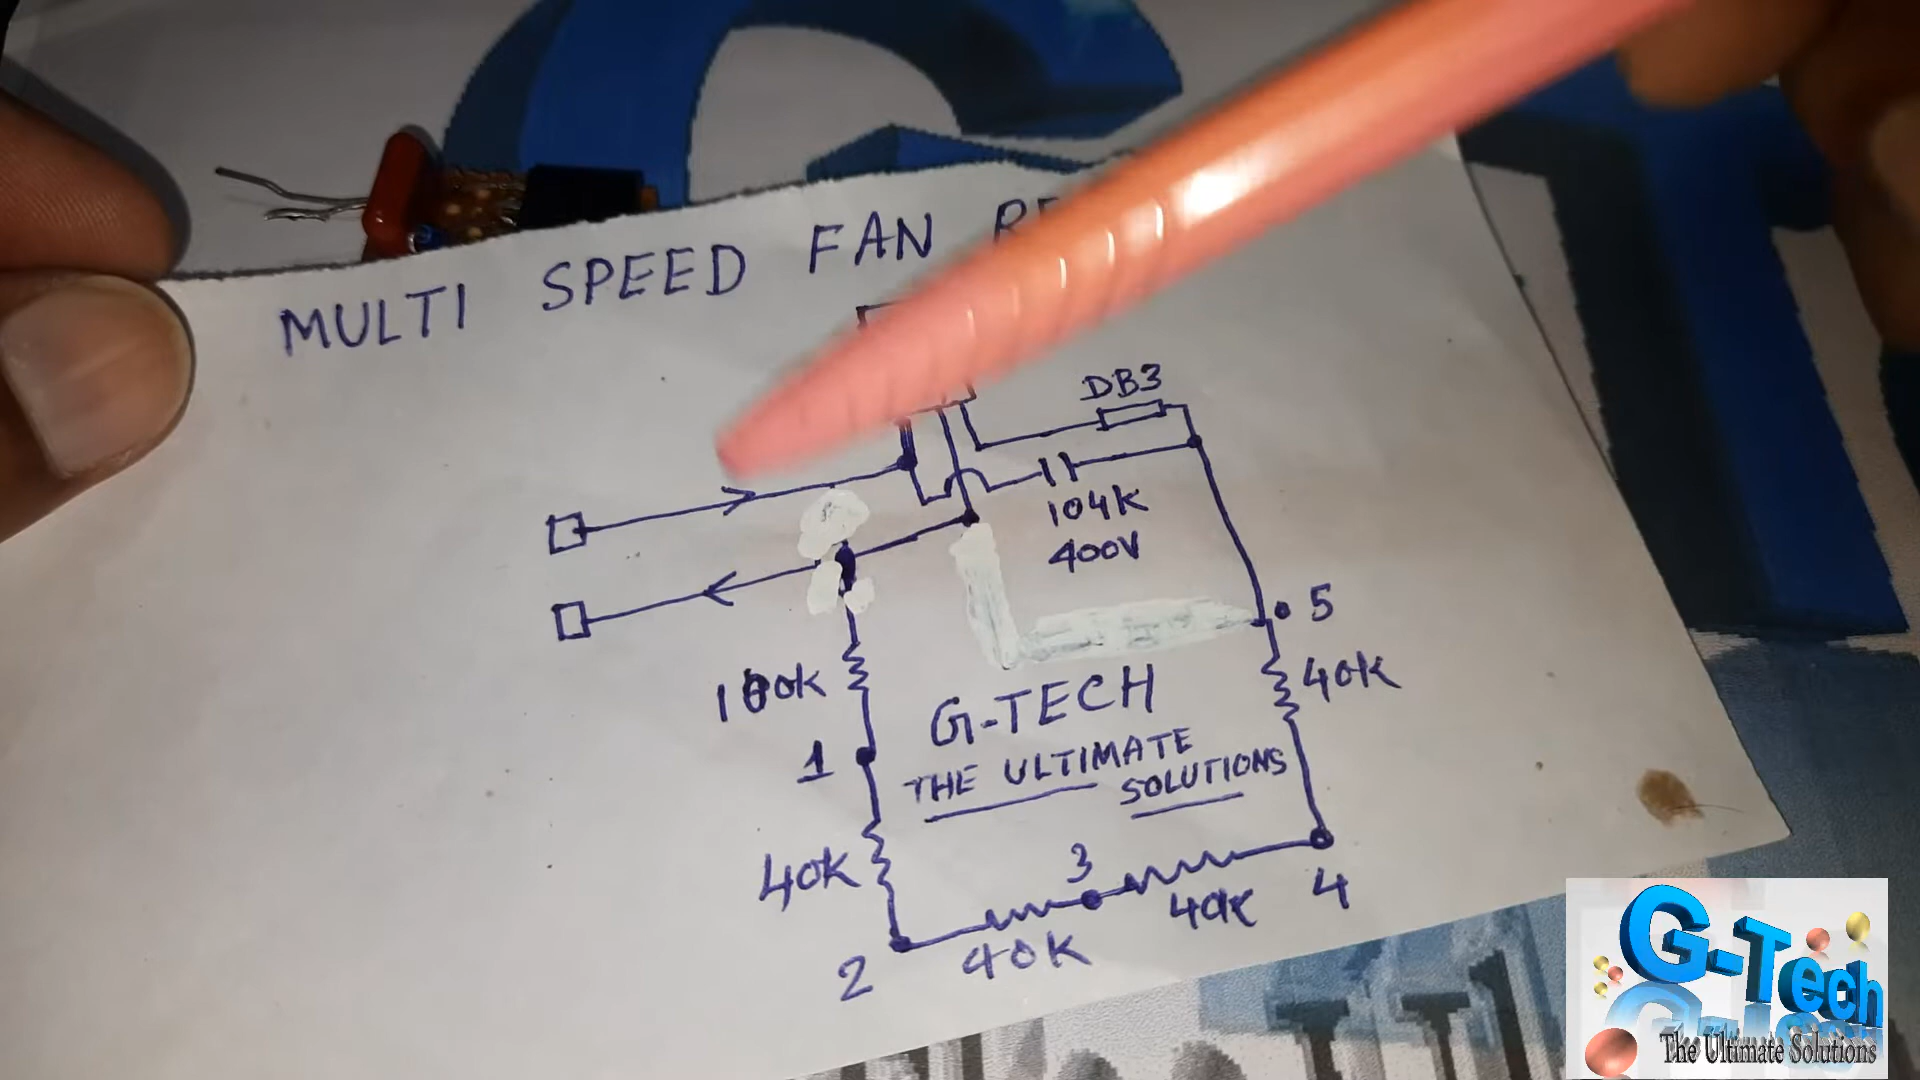 MULTI SPEED FAN
DB3
104K
400V
5
100K
40K
G-TECH
1
THE ULTIMATE
SOLUTIONS
40K
3
4
40K
2
40K
G-Tech
The Ultimate Solutions